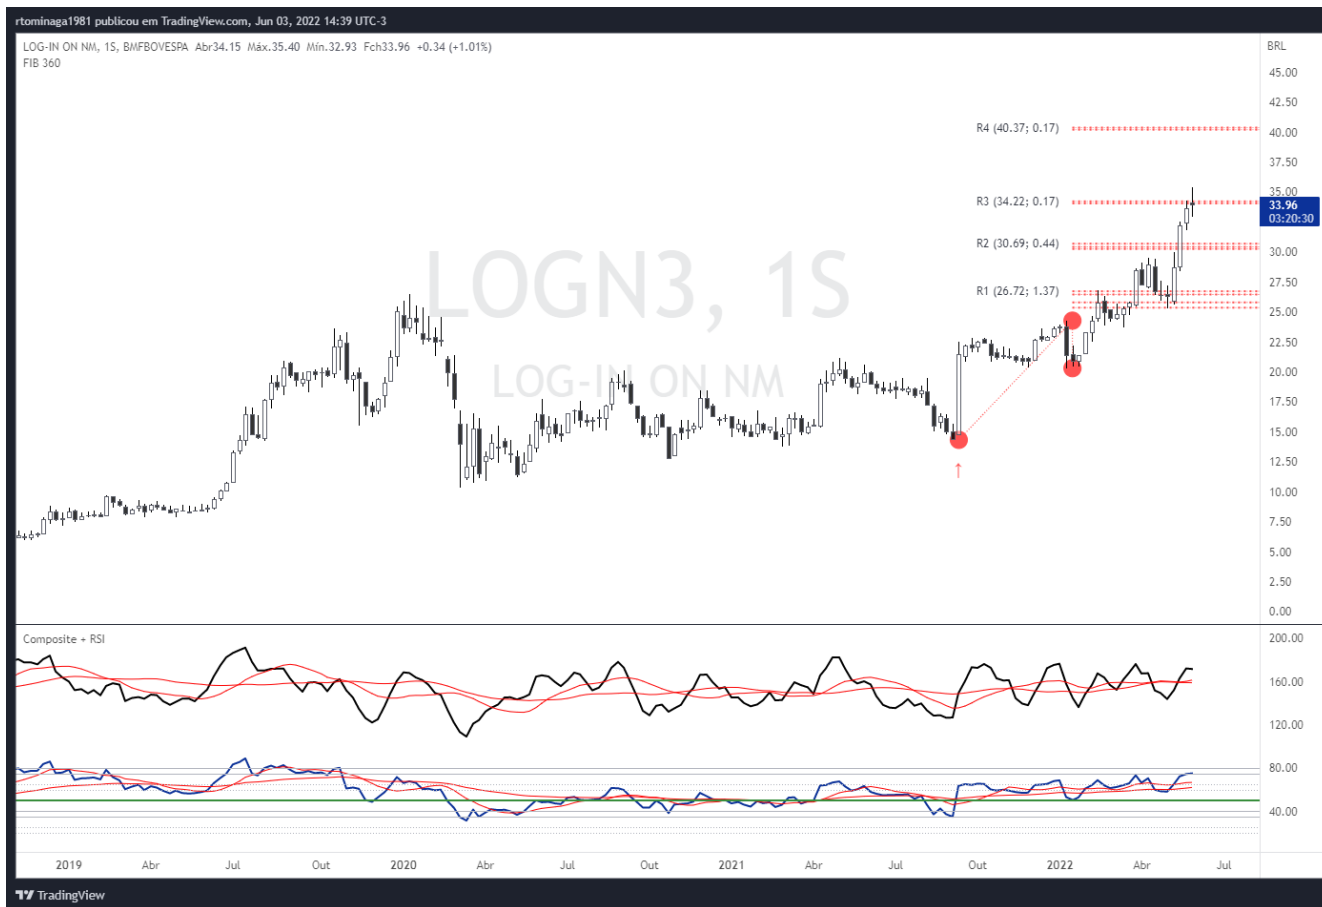 rtominaga1981 publicou em TradingView.com, Jun 03, 2022 14:39 UTC-3
LOG-IN ON NM, 1S, BMFBOVESPA Abr34.15 Máx.35.40 Mín.32.93 Fch33.96 +0.34 (+1.01%)
FIB 360
BRL
45.00
42.50
40.00
37.50
35.00
33.96
03:20:30
30.00
27.50
25.00
22.50
20.00
17.50
15.00
12.50
10.00
7.50
5.00
2.50
0.00
R4 (40.37; 0.17)
R3 (34.22; 0.17)
R2 (30.69; 0.44)
R1 (26.72; 1.37)
LOGN3, 1S
LOG-IN ON NM
Composite + RSI
200.00
160.00
120.00
80.00
40.00
2019 Abr Jul Out 2020 Abr Jul Out 2021 Abr Jul Out 2022 Abr Jul
TradingView